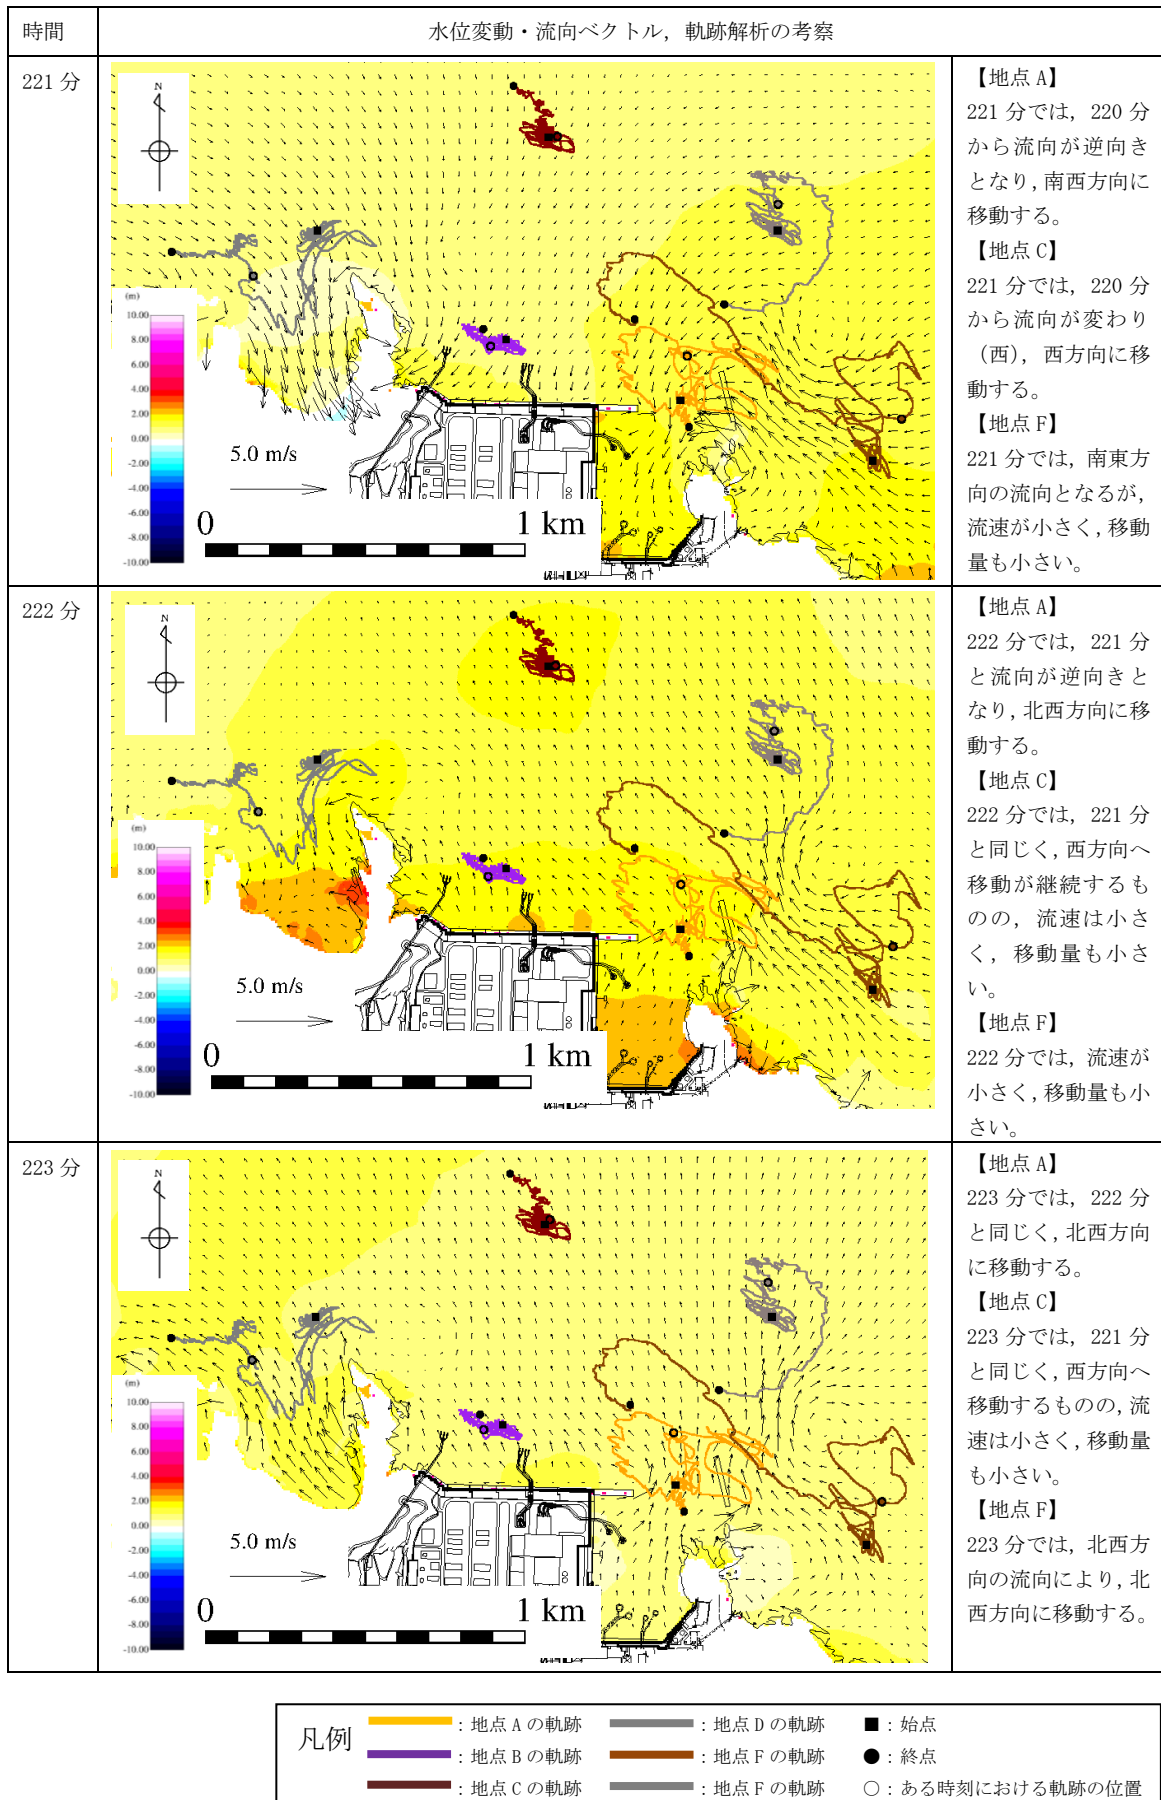 時間
水位変動・流向ベクトル，軌跡解析の考察
221 分
N
(m)
10.00
8.00
6.00
4.00
2.00
0.00
-2.00
-4.00
-6.00
-8.00
-10.00
5.0 m/s
0
1 km
【地点 A】
221 分では，220 分
から流向が逆向き
となり，南西方向に
移動する。
【地点 C】
221 分では，220 分
から流向が変わり
（西），西方向に移
動する。
【地点 F】
221 分では，南東方
向の流向となるが，
流速が小さく，移動
量も小さい。
222 分
N
(m)
10.00
8.00
6.00
4.00
2.00
0.00
-2.00
-4.00
-6.00
-8.00
-10.00
5.0 m/s
0
1 km
【地点 A】
222 分では，221 分
と流向が逆向きと
なり，北西方向に移
動する。
【地点 C】
222 分では，221 分
と同じく，西方向へ
移動が継続するも
のの，流速は小さ
く，移動量も小さ
い。
【地点 F】
222 分では，流速が
小さく，移動量も小
さい。
223 分
N
(m)
10.00
8.00
6.00
4.00
2.00
0.00
-2.00
-4.00
-6.00
-8.00
-10.00
5.0 m/s
0
1 km
【地点 A】
223 分では，222 分
と同じく，北西方向
に移動する。
【地点 C】
223 分では，221 分
と同じく，西方向へ
移動するものの，流
速は小さく，移動量
も小さい。
【地点 F】
223 分では，北西方
向の流向により，北
西方向に移動する。
凡例
：地点 A の軌跡 ：地点 D の軌跡 ■：始点
：地点 B の軌跡 ：地点 F の軌跡 ●：終点
：地点 C の軌跡 ：地点 F の軌跡 ○：ある時刻における軌跡の位置